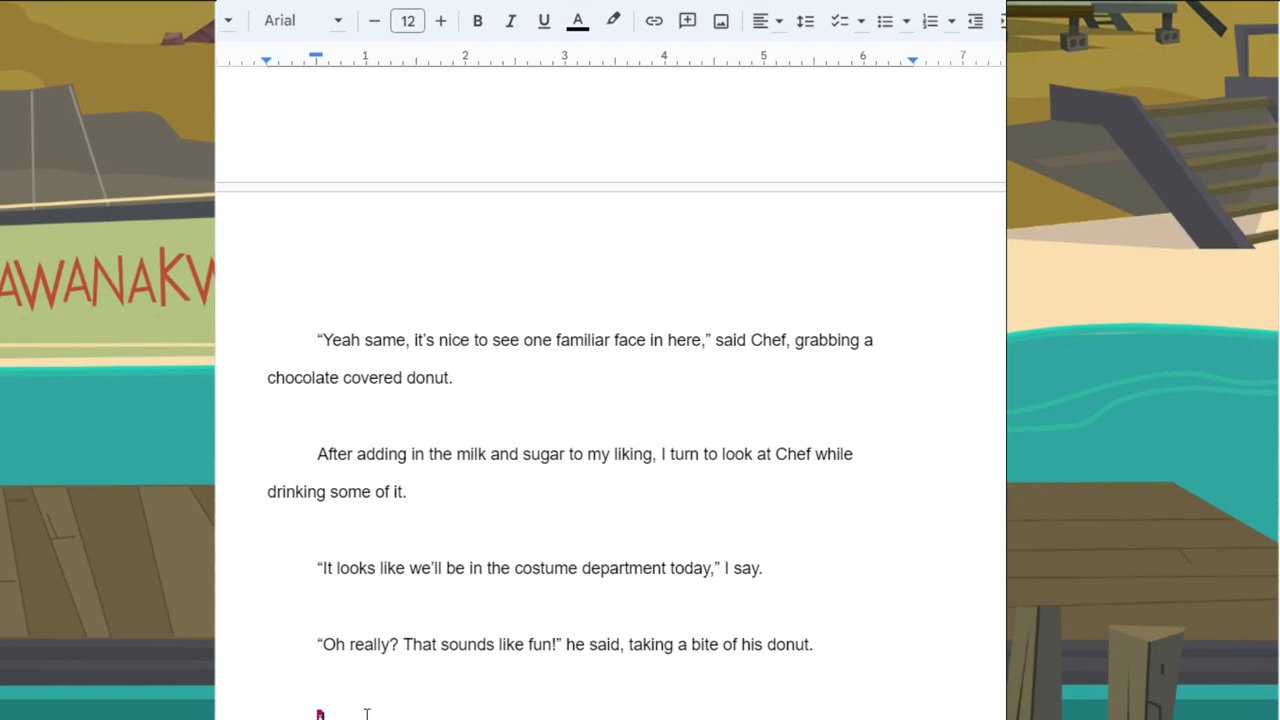 Arial
12
B I U A
1 2 3 4 5 6 7
AWANAKW
“Yeah same, it’s nice to see one familiar face in here,” said Chef, grabbing a
chocolate covered donut.
After adding in the milk and sugar to my liking, I turn to look at Chef while
drinking some of it.
“It looks like we’ll be in the costume department today,” I say.
“Oh really? That sounds like fun!” he said, taking a bite of his donut.